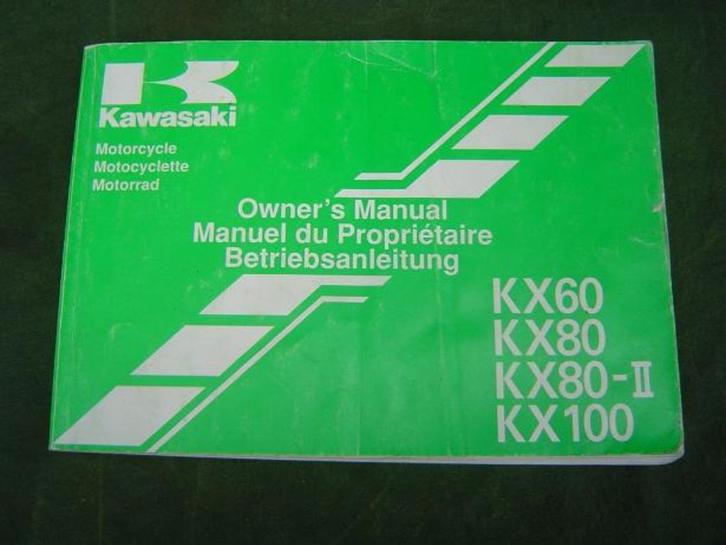 Kawasaki
Motorcycle
Motocyclette
Motorrad
Owner's Manual
Manuel du Propriétaire
Betriebsanleitung
KX60
KX80
KX80-II
KX100